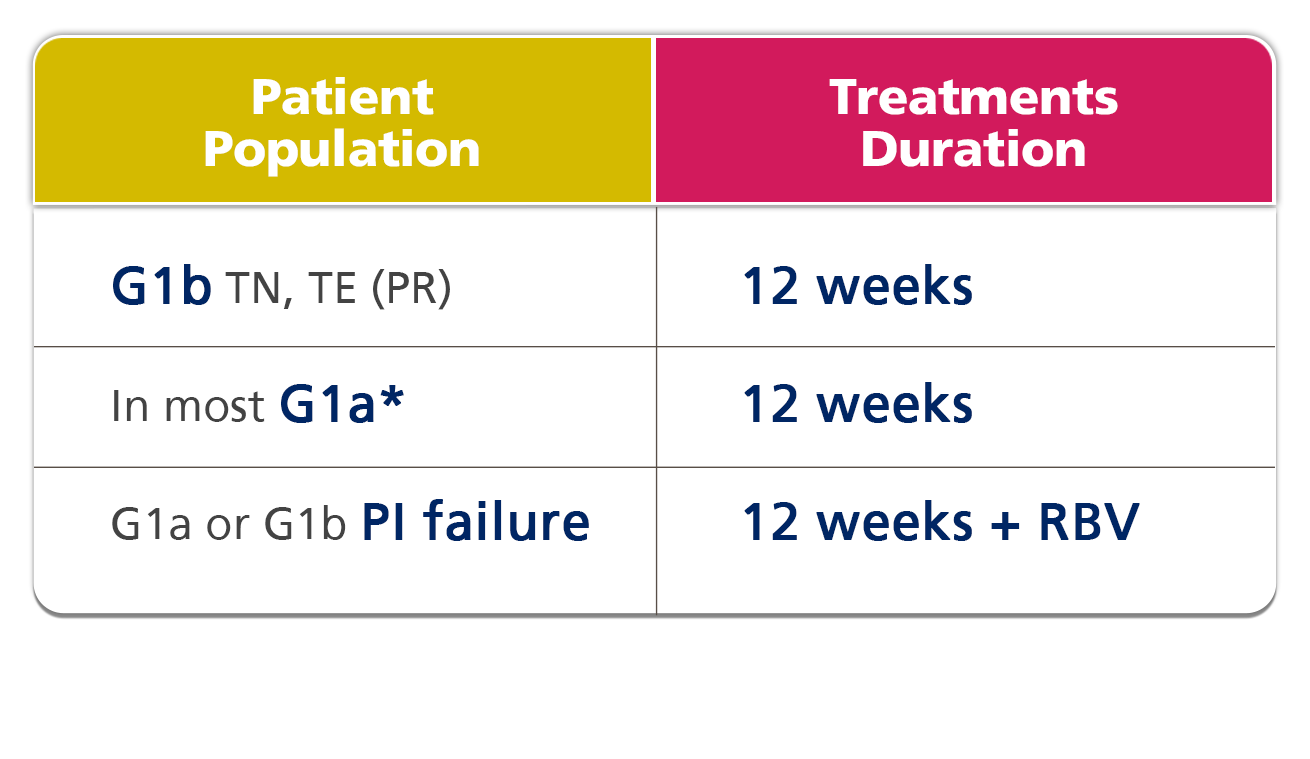 Patient
Population
Treatments
Duration
G1b TN, TE (PR)
12 weeks
In most G1a*
12 weeks
G1a or G1b PI failure
12 weeks + RBV